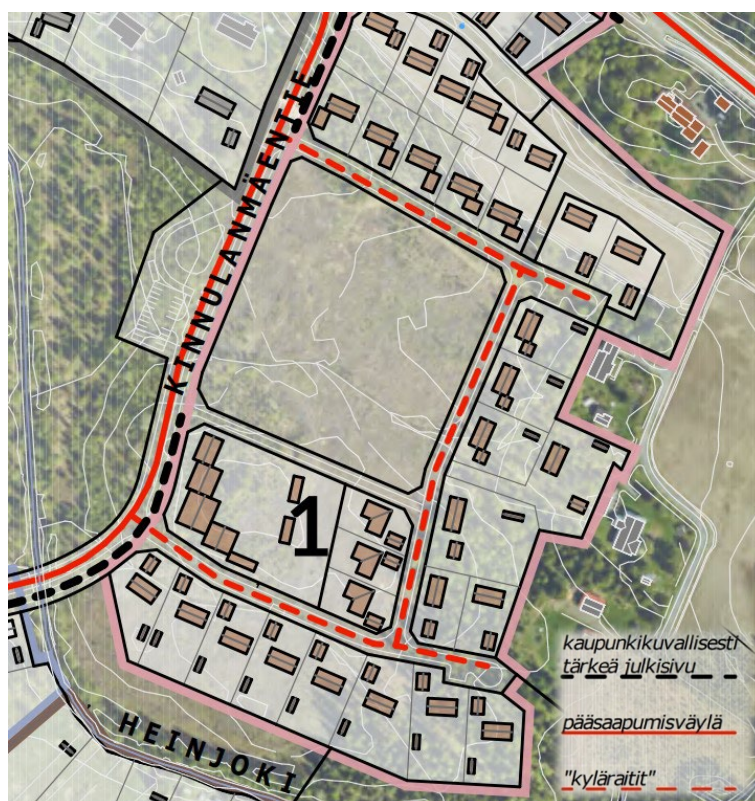 KINNULANMÄENTIE
1
HEINJOKI
kaupunkikuvallisesti
tärkeä julkisivu
pääsaapumisväylä
"kyläraitit"